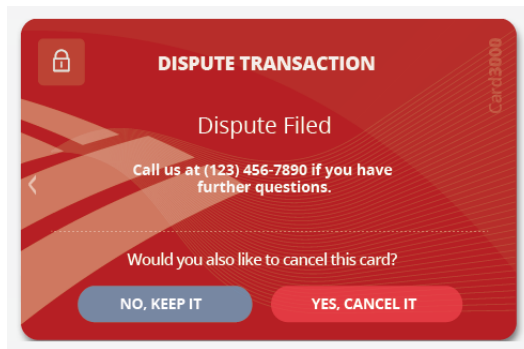 DISPUTE TRANSACTION
Card3000
Dispute Filed
Call us at (123) 456-7890 if you have
further questions.
Would you also like to cancel this card?
NO, KEEP IT
YES, CANCEL IT